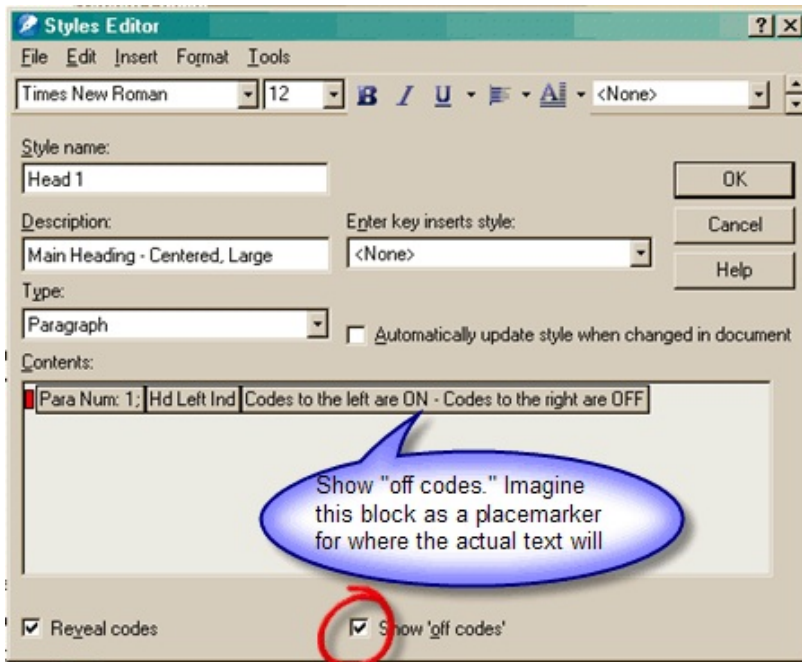 Styles Editor
File Edit Insert Format Tools
Times New Roman 12 B I U A <None>
Style name:
Head 1
OK
Description:
Enter key inserts style:
Cancel
Main Heading - Centered, Large
<None>
Help
Type:
Paragraph
Automatically update style when changed in document
Contents:
Para Num: 1; Hd Left Ind Codes to the left are ON - Codes to the right are OFF
Show "off codes." Imagine
this block as a placemarker
for where the actual text will
Reveal codes
Show 'off codes'